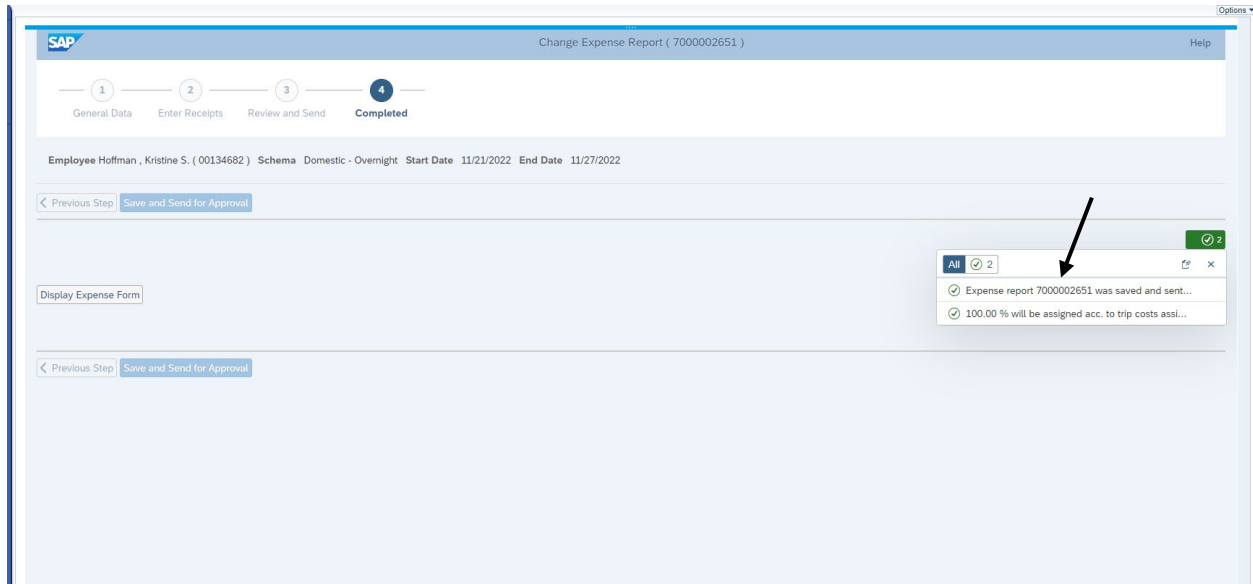 Options
SAP
Change Expense Report ( 7000002651 )
Help
1
2
3
4
General Data
Enter Receipts
Review and Send
Completed
Employee Hoffman , Kristine S. ( 00134682 ) Schema Domestic - Overnight Start Date 11/21/2022 End Date 11/27/2022
Previous Step
Save and Send for Approval
2
All
2
Expense report 7000002651 was saved and sent...
Display Expense Form
100.00 % will be assigned acc. to trip costs assi...
Previous Step
Save and Send for Approval